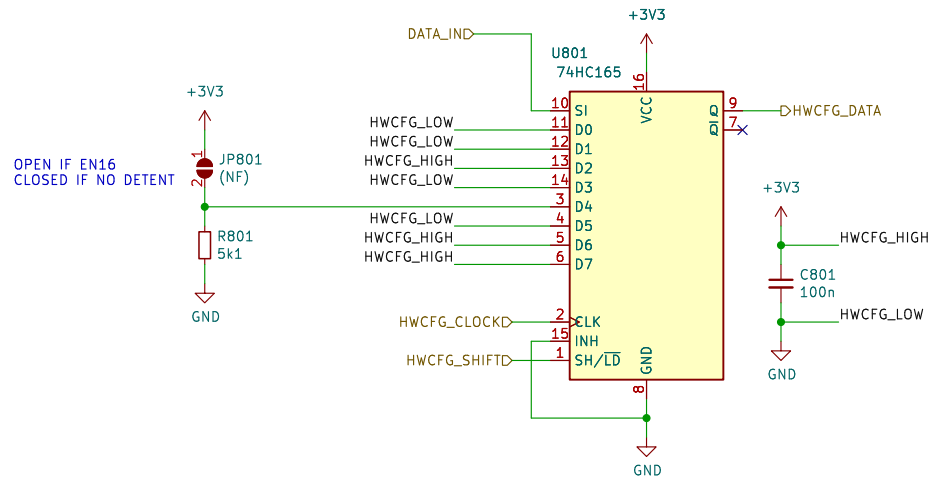 +3V3
DATA_IN
U801
74HC165
16
VCC
10
SI
9
Q
HWCFG_DATA
HWCFG_LOW
11
D0
7
Q
HWCFG_LOW
12
D1
HWCFG_HIGH
13
D2
HWCFG_LOW
14
D3
3
D4
HWCFG_LOW
4
D5
HWCFG_HIGH
5
D6
HWCFG_HIGH
6
D7
HWCFG_CLOCK
2
CLK
15
INH
HWCFG_SHIFT
1
SH/LD
GND
8
GND
+3V3
1
JP801
2
(NF)
OPEN IF EN16
CLOSED IF NO DETENT
R801
5k1
GND
+3V3
HWCFG_HIGH
C801
100n
HWCFG_LOW
GND